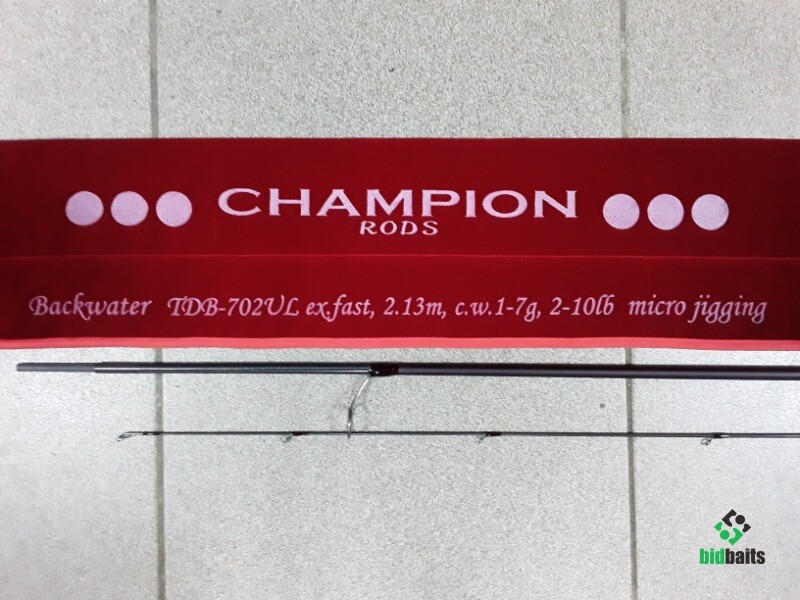 CHAMPION
RODS
Backwater TDB-702UL ex.fast, 2.13m, c.w.1-7g, 2-10lb micro jigging
bidbaits